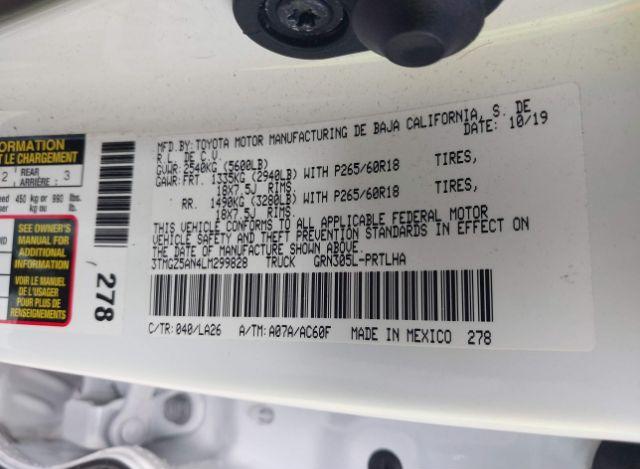 MFD.BY:TOYOTA MOTOR MANUFACTURING DE BAJA CALIFORNIA, S. DE
R.L. DE C.V. DATE: 10/19
GVWR:2540KG (5600LB)
GAWR:FRT. 1335KG (2940LB)WITH P265/60R18 TIRES,
18X7.5J RIMS.
RR. 1490KG (3280LB)WITH P265/60R18 TIRES,
18X7.5J RIMS.
THIS VEHICLE CONFORMS TO ALL APPLICABLE FEDERAL MOTOR
VEHICLE SAFETY AND THEFT PREVENTION STANDARDS IN EFFECT ON
THE DATE OF MANUFACTURE SHOWN ABOVE.
3TMGZ5AN4LM299828 TRUCK GRN305L-PRTLHA
C/TR:040/LA26 A/TM:A07A/AC60F MADE IN MEXICO 278
ORMATION
T LE CHARGEMENT
2 REAR
ARRIÈRE: 3
eed 450 kg or 990 lbs.
ser kg ou lb.
SEE OWNER'S
MANUAL FOR
ADDITIONAL
INFORMATION
VOIR LE MANUEL
DE L'USAGER
POUR PLUS DE
RENSEIGNEMENTS
278